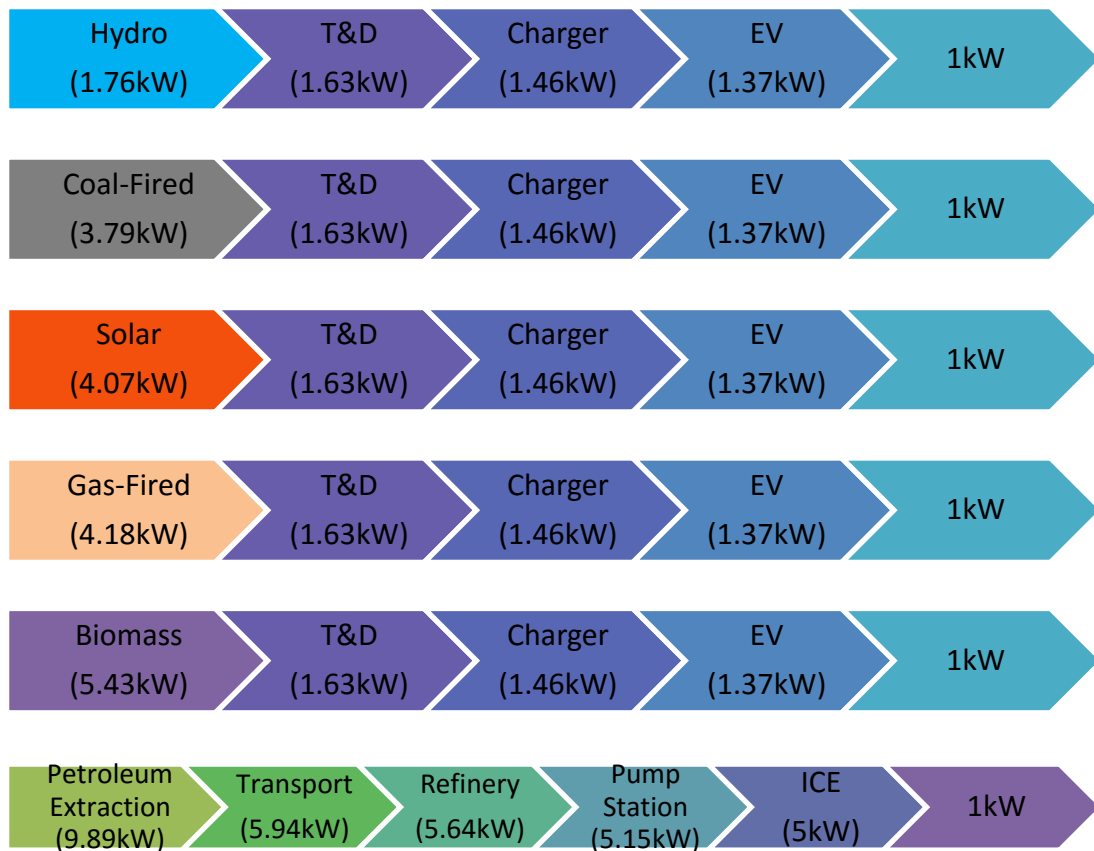 Hydro
(1.76kW)
T&D
(1.63kW)
Charger
(1.46kW)
EV
(1.37kW)
1kW
Coal-Fired
(3.79kW)
T&D
(1.63kW)
Charger
(1.46kW)
EV
(1.37kW)
1kW
Solar
(4.07kW)
T&D
(1.63kW)
Charger
(1.46kW)
EV
(1.37kW)
1kW
Gas-Fired
(4.18kW)
T&D
(1.63kW)
Charger
(1.46kW)
EV
(1.37kW)
1kW
Biomass
(5.43kW)
T&D
(1.63kW)
Charger
(1.46kW)
EV
(1.37kW)
1kW
Petroleum
Extraction
(9.89kW)
Transport
(5.94kW)
Refinery
(5.64kW)
Pump
Station
(5.15kW)
ICE
(5kW)
1kW